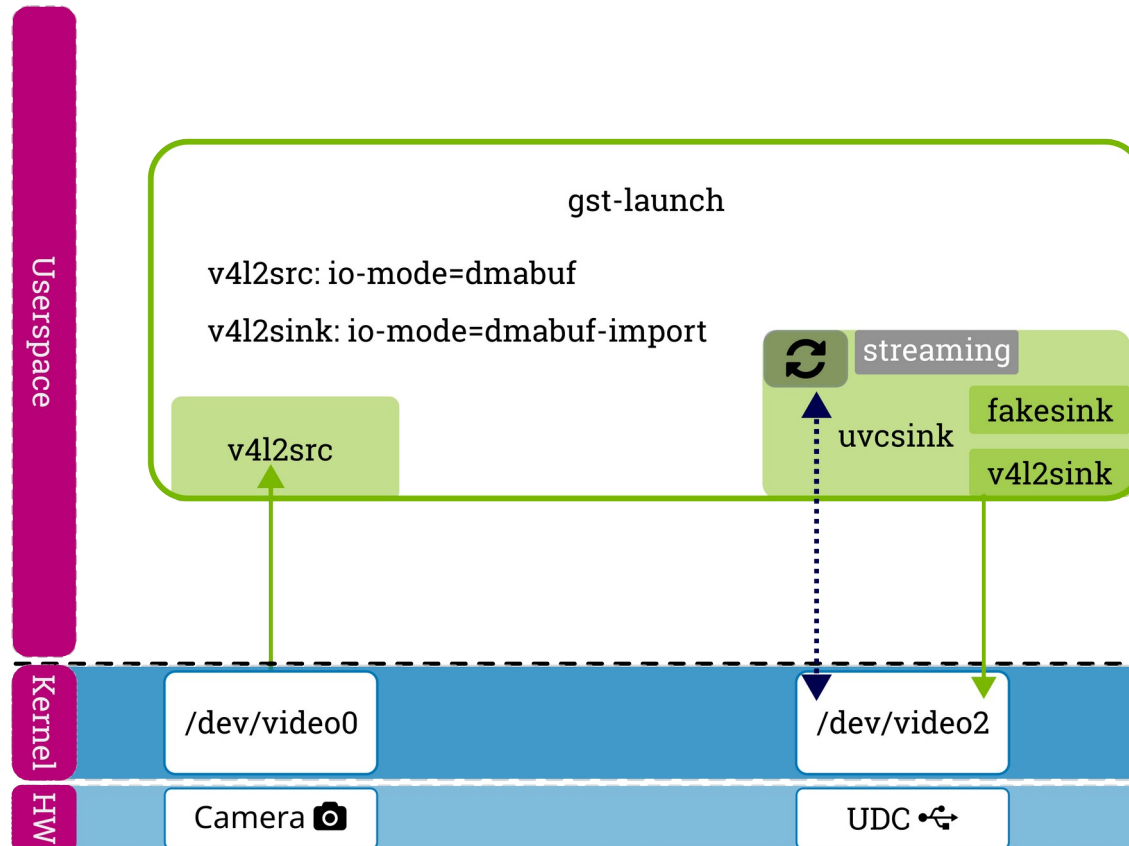 Userspace
gst-launch
v4l2src: io-mode=dmabuf
v4l2sink: io-mode=dmabuf-import
streaming
fakesink
uvcsink
v4l2src
v4l2sink
Kernel
/dev/video0
/dev/video2
HW
Camera
UDC